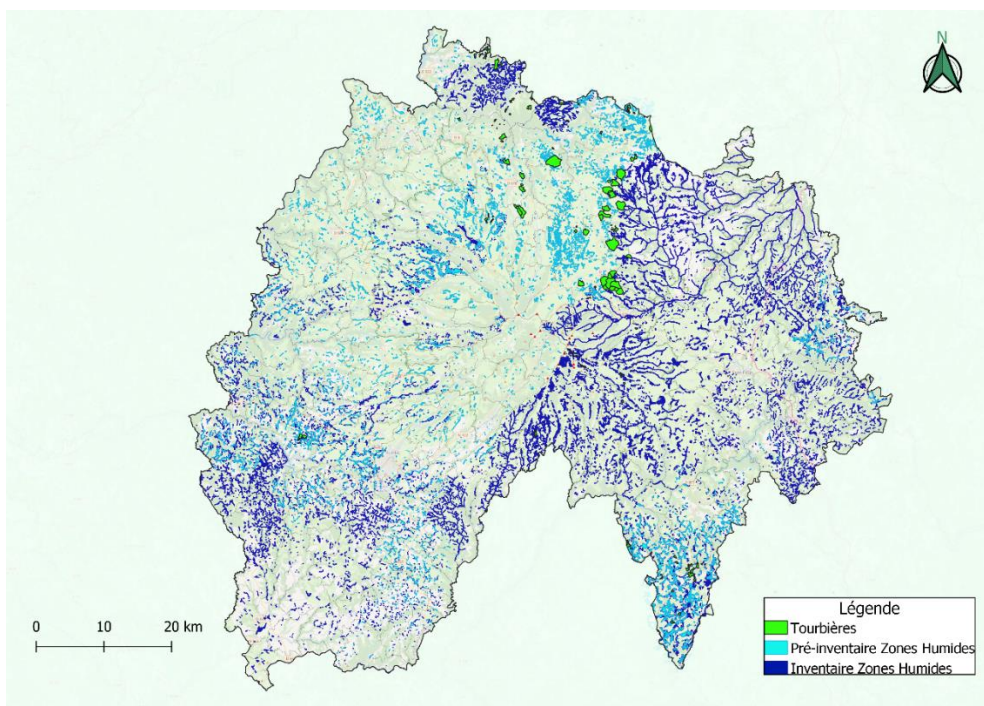 N
0 10 20 km
Légende
Tourbières
Pré-inventaire Zones Humides
Inventaire Zones Humides